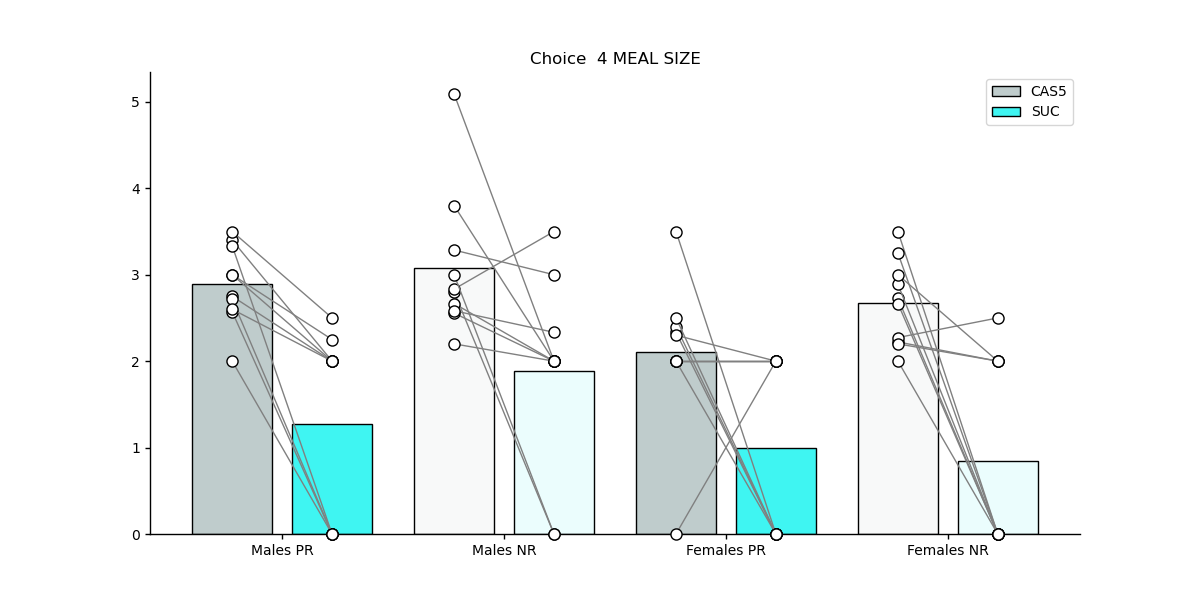 Choice  4 MEAL SIZE
CAS5
SUC
5
4
3
2
1
0
Males PR
Males NR
Females PR
Females NR